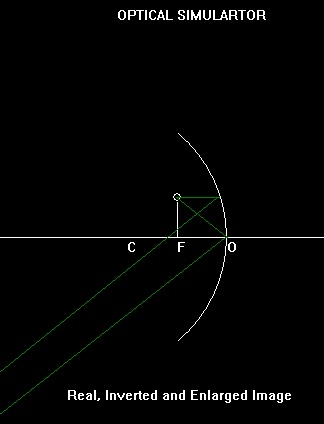 OPTICAL SIMULARTOR
C F O
Real, Inverted and Enlarged Image